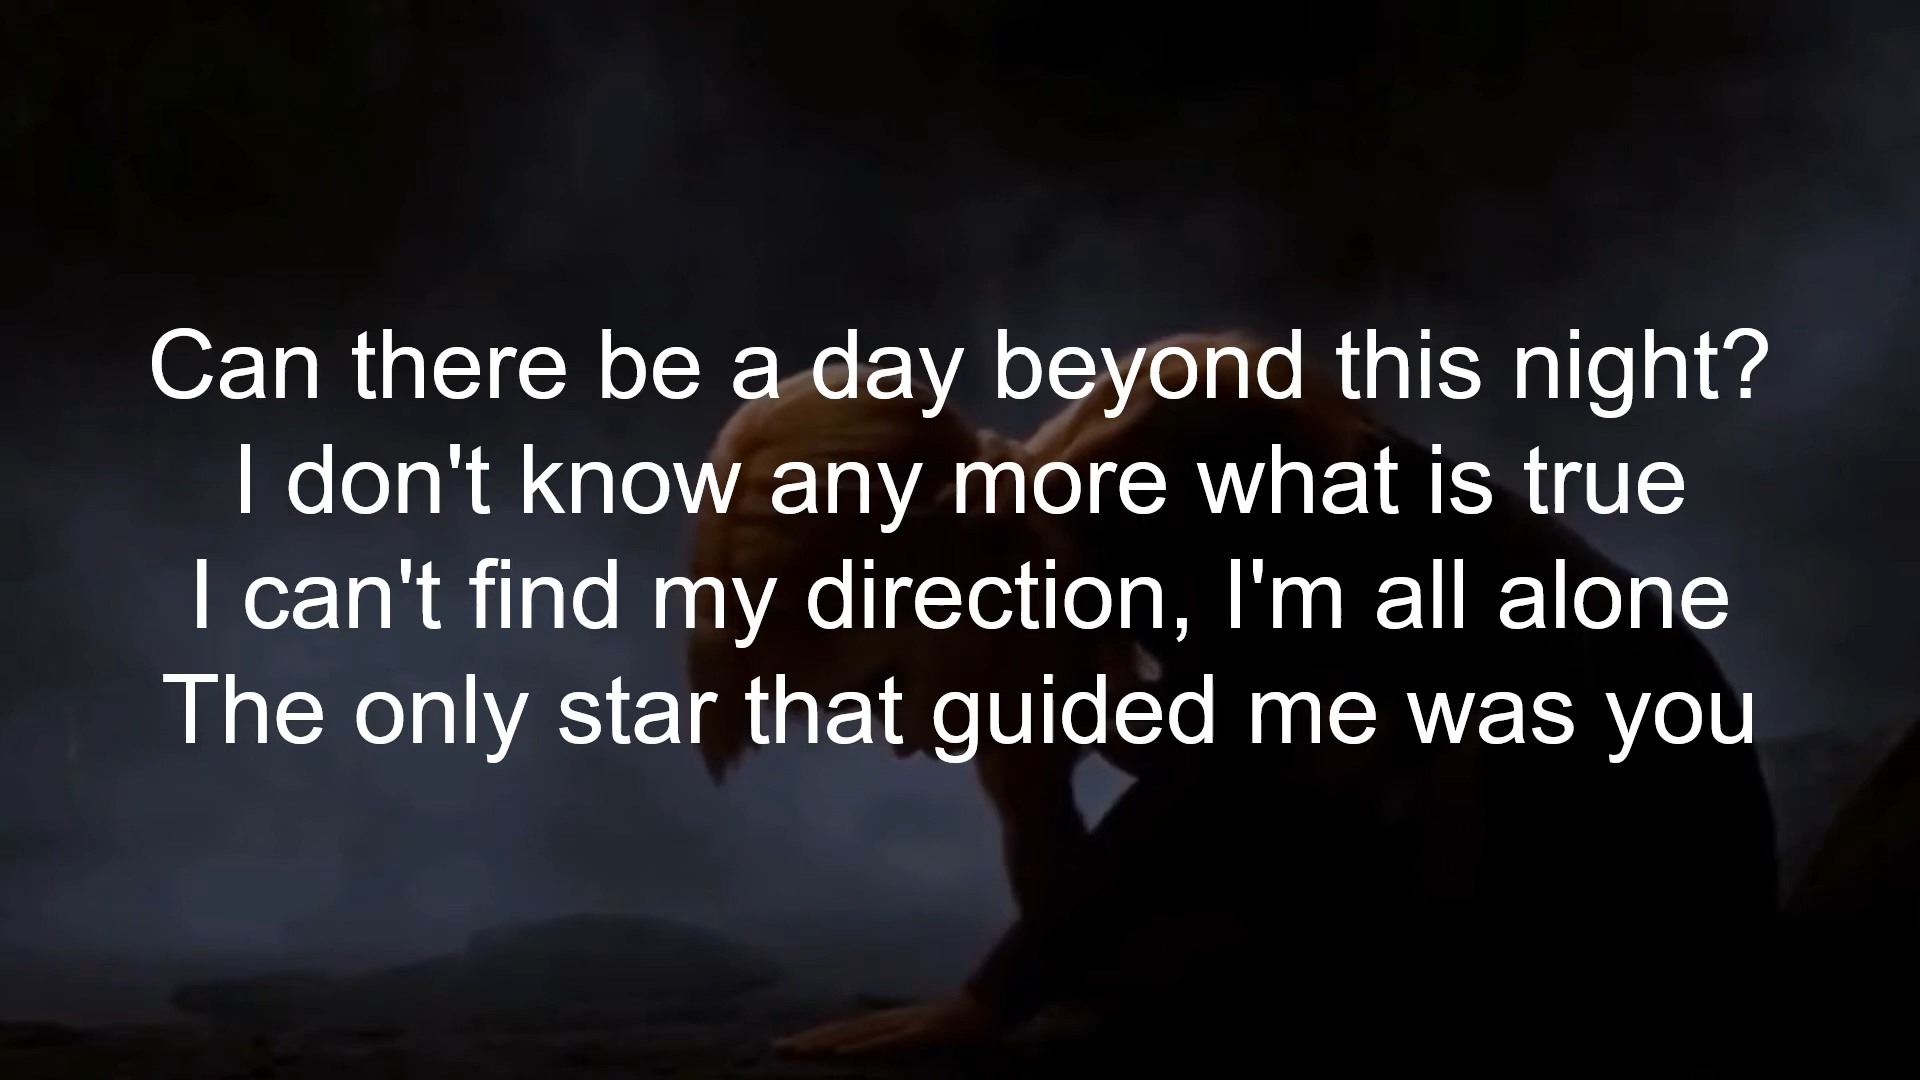 Can there be a day beyond this night?
I don't know any more what is true
I can't find my direction, I'm all alone
The only star that guided me was you